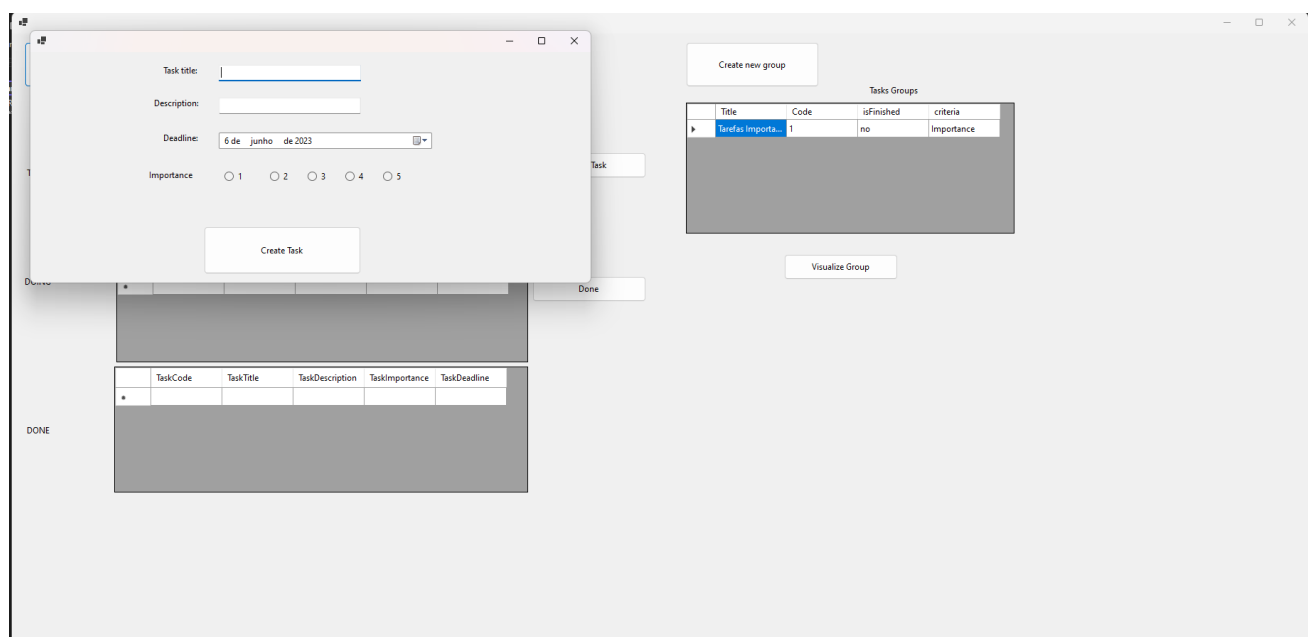 Task title:
Description:
Deadline:
6 de junho de 2023
Importance
1 2 3 4 5
Create Task
Create new group
Tasks Groups
Title Code isFinished criteria
Tarefas Importa... 1 no Importance
Task
Visualize Group
Done
TaskCode TaskTitle TaskDescription TaskImportance TaskDeadline
DONE